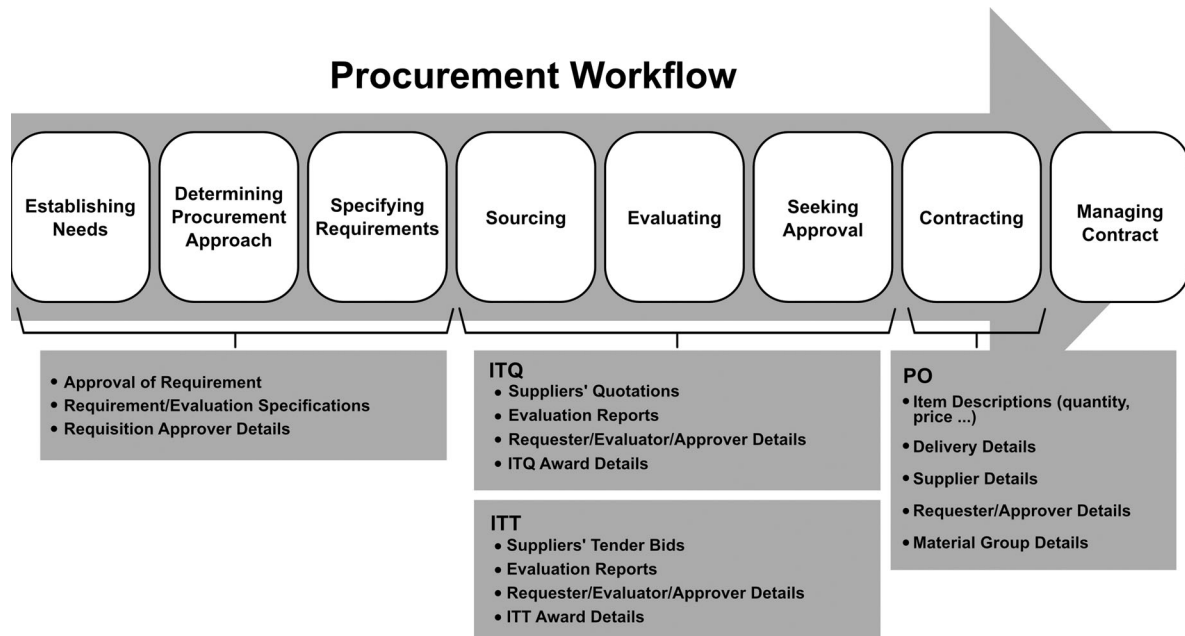 Procurement Workflow
Establishing
Needs
Determining
Procurement
Approach
Specifying
Requirements
Sourcing
Evaluating
Seeking
Approval
Contracting
Managing
Contract
• Approval of Requirement
• Requirement/Evaluation Specifications
• Requisition Approver Details
ITQ
• Suppliers' Quotations
• Evaluation Reports
• Requester/Evaluator/Approver Details
• ITQ Award Details
ITT
• Suppliers' Tender Bids
• Evaluation Reports
• Requester/Evaluator/Approver Details
• ITT Award Details
PO
• Item Descriptions (quantity,
price ...)
• Delivery Details
• Supplier Details
• Requester/Approver Details
• Material Group Details